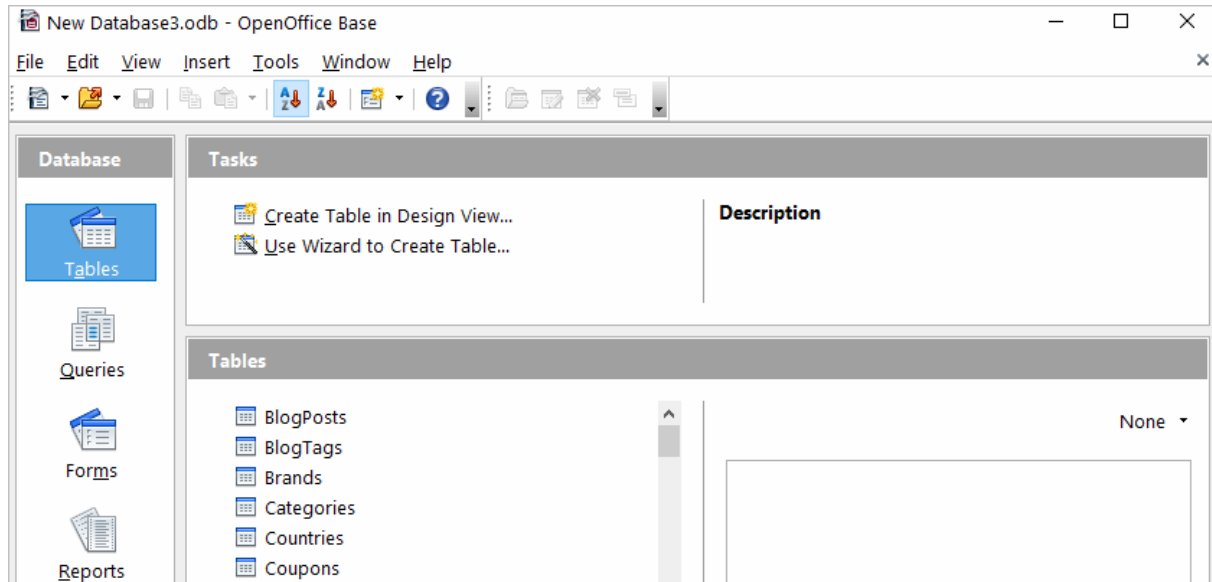 New Database3.odb - OpenOffice Base
File Edit View Insert Tools Window Help
Database
Tables
Queries
Forms
Reports
Tasks
Create Table in Design View...
Use Wizard to Create Table...
Description
Tables
BlogPosts
BlogTags
Brands
Categories
Countries
Coupons
None